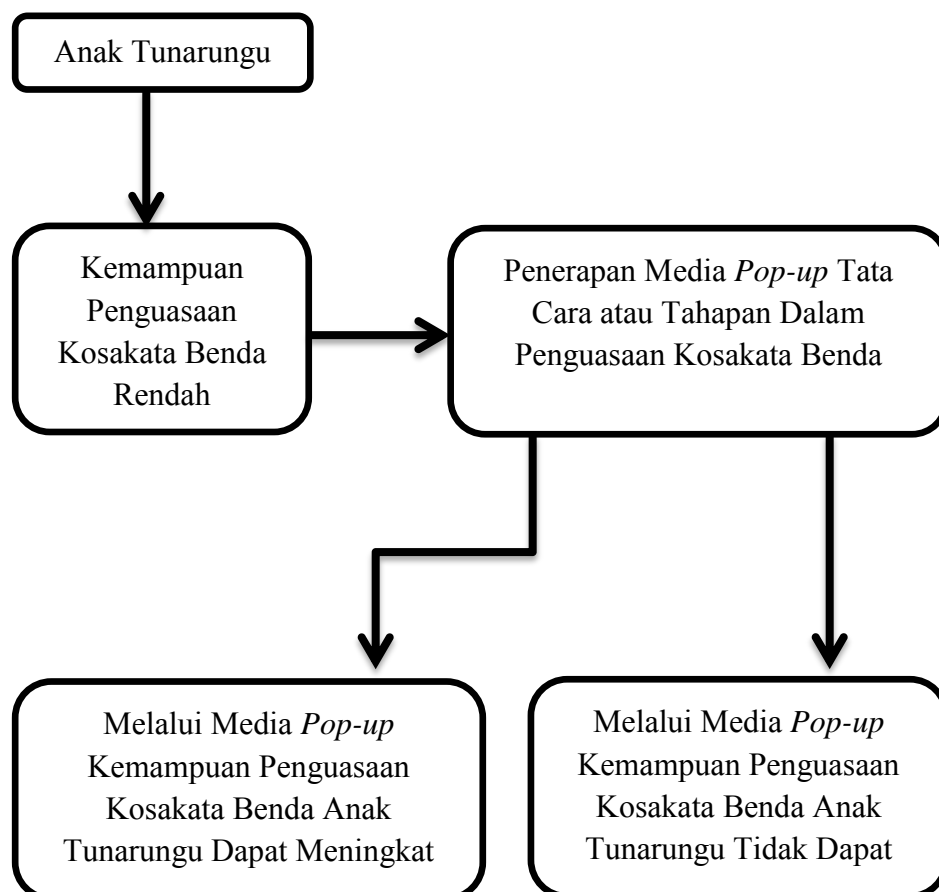 Anak Tunarungu
Kemampuan
Penguasaan
Kosakata Benda
Rendah
Penerapan Media Pop-up Tata
Cara atau Tahapan Dalam
Penguasaan Kosakata Benda
Melalui Media Pop-up
Kemampuan Penguasaan
Kosakata Benda Anak
Tunarungu Dapat Meningkat
Melalui Media Pop-up
Kemampuan Penguasaan
Kosakata Benda Anak
Tunarungu Tidak Dapat